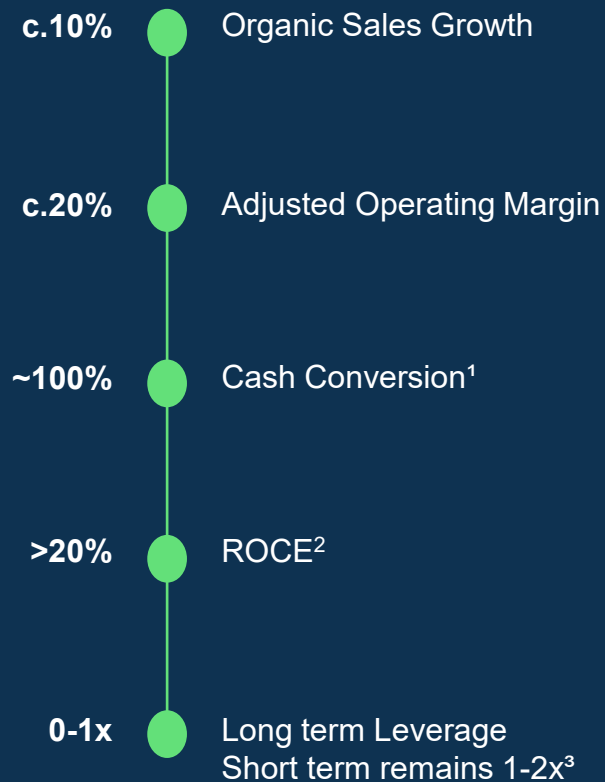 c.10% Organic Sales Growth
c.20% Adjusted Operating Margin
~100% Cash Conversion¹
>20% ROCE²
0-1x Long term Leverage
Short term remains 1-2x³